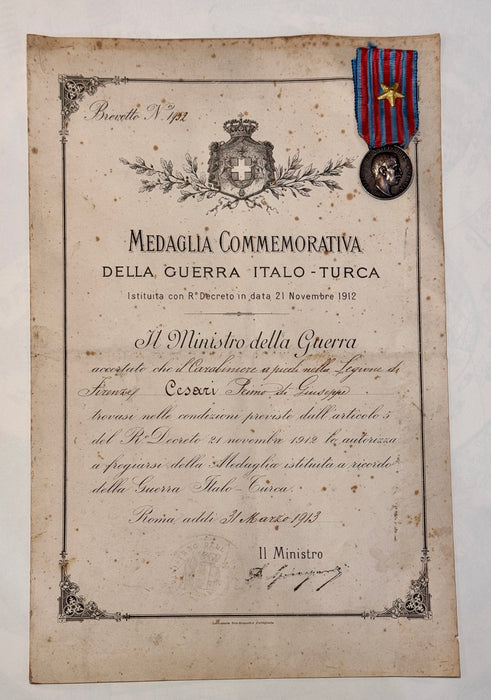 Brevetto N. 1132
MEDAGLIA COMMEMORATIVA
DELLA GUERRA ITALO-TURCA
Istituita con R.º Decreto in data 21 Novembre 1912
Il Ministro della Guerra
accertato che il Carabiniere a piedi nella Legione di
Firenze Cesari Primo di Giuseppe
trovasi nelle condizioni previste dall'articolo 5
del R.º Decreto 21 novembre 1912 lo autorizza
a fregiarsi della Medaglia istituita a ricordo
della Guerra Italo-Turca.
Roma addì 31 Marzo 1913
Il Ministro